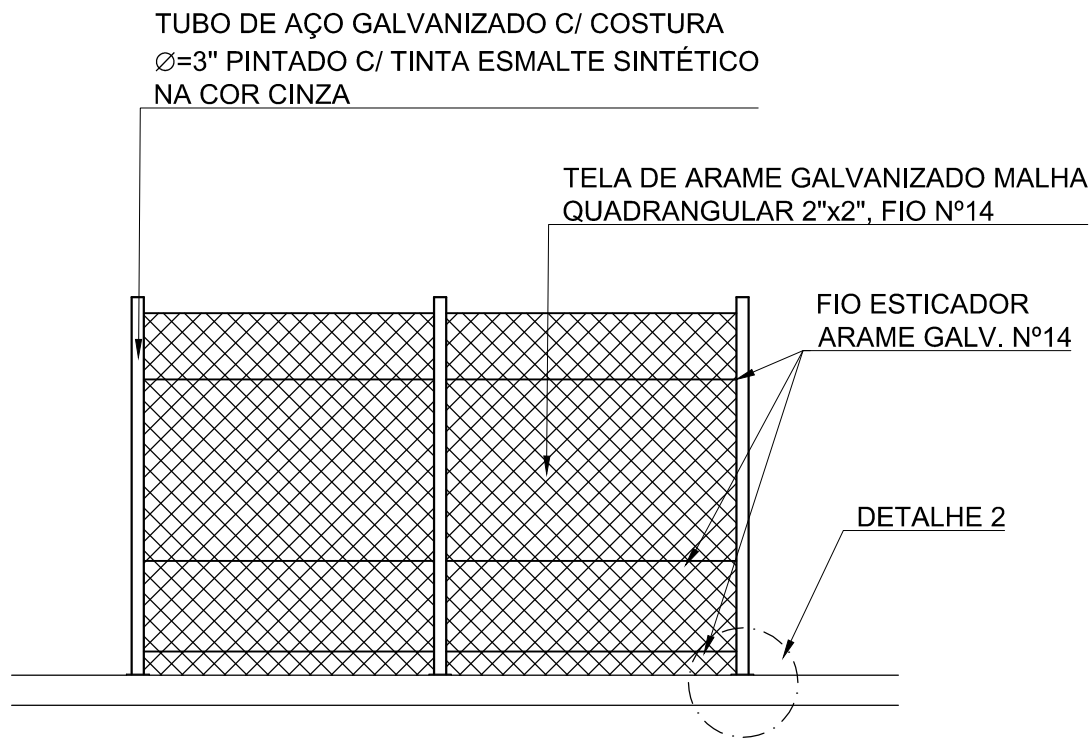 TUBO DE AÇO GALVANIZADO C/ COSTURA
∅=3" PINTADO C/ TINTA ESMALTE SINTÉTICO
NA COR CINZA
TELA DE ARAME GALVANIZADO MALHA
QUADRANGULAR 2"x2", FIO Nº14
FIO ESTICADOR
ARAME GALV. Nº14
DETALHE 2